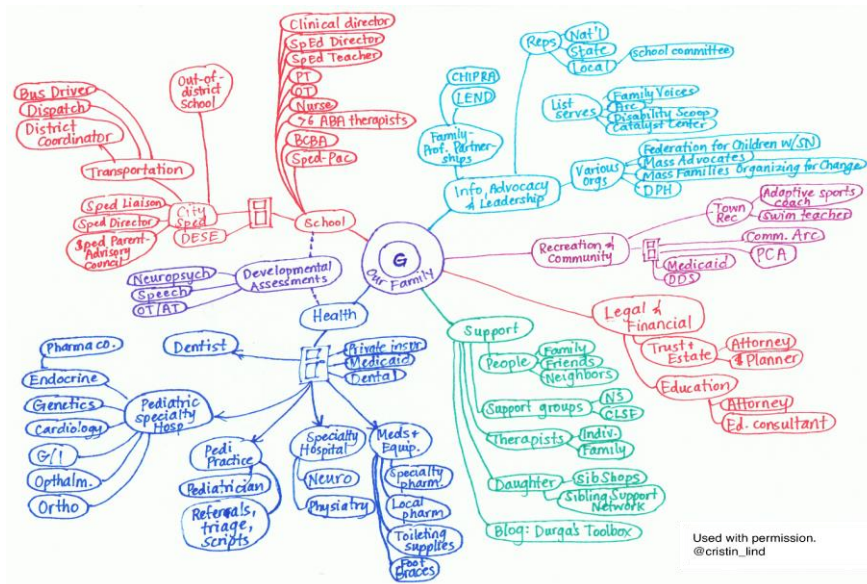 Clinical director
SpEd Director
SpEd Teacher
PT
OT
Nurse
>6 ABA therapists
BCBA
Sped-Pac
School
Out-of-
district
School
Bus Driver
Dispatch
District
Coordinator
Transportation
City
Sped
Sped Liaison
Sped Director
Sped Parent-
Advisory
Council
DESE
Reps
Nat'l
State
Local
school committee
CHIPRA
LEND
Family-
Prof. Partner-
ships
List
serves
Family Voices
Arc
Disability Scoop
Catalyst Center
Info, Advocacy
& Leadership
Various
Orgs
Federation for Children w/SN
Mass Advocates
Mass Families Organizing for Change
DPH
G
Our Family
Recreation &
Community
Town
Rec
Adaptive sports
coach
Swim teacher
Comm. Arc
PCA
Medicaid
DDS
Legal &
Financial
Trust &
Estate
Attorney
$ Planner
Education
Attorney
Ed. consultant
Support
People
Family
Friends
Neighbors
Support groups
NS
CLSF
Therapists
Indiv.
Family
Daughter
SibShops
Sibling Support
Network
Blog: Durga's Toolbox
Developmental
Assessments
Neuropsych
Speech
OT/AT
Health
Dentist
Private insur.
Medicaid
Dental
Pediatric
Specialty
Hosp
Pharma co.
Endocrine
Genetics
Cardiology
G/I
Opthalm.
Ortho
Pedi
Practice
Pediatrician
Referrals,
triage,
scripts
Specialty
Hospital
Neuro
Physiatry
Meds &
Equip.
Specialty
pharm.
Local
pharm
Toileting
supplies
Foot
Braces
Used with permission.
@cristin_lind